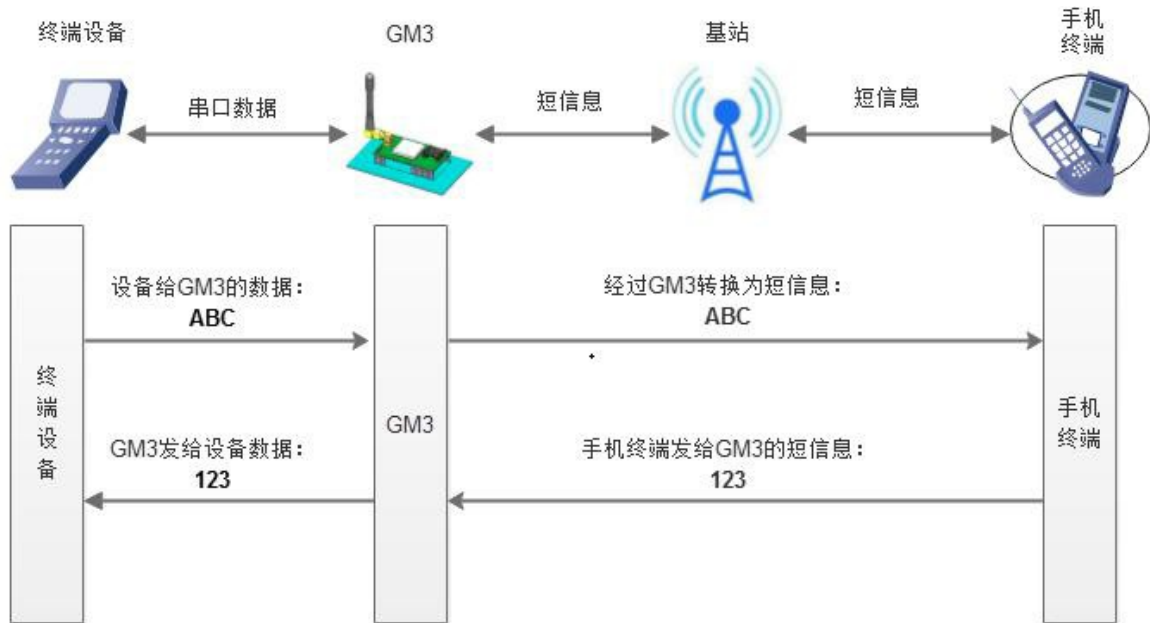 终端设备
GM3
基站
手机
终端
串口数据
短信息
短信息
设备给GM3的数据：
ABC
经过GM3转换为短信息：
ABC
终
端
设
备
GM3
手机
终端
GM3发给设备数据：
123
手机终端发给GM3的短信息：
123